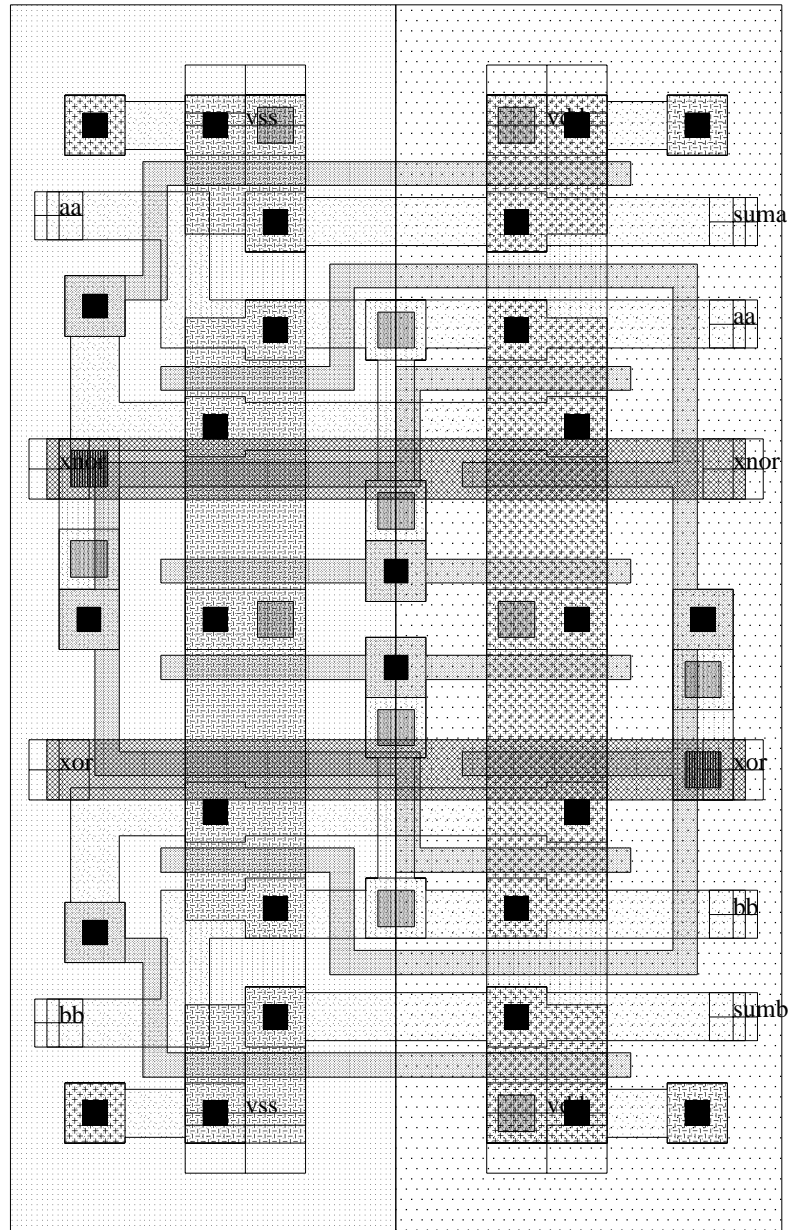 vss vdd
aa suma
aa
xnor xnor
xor xor
bb
bb sumb
vss vdd